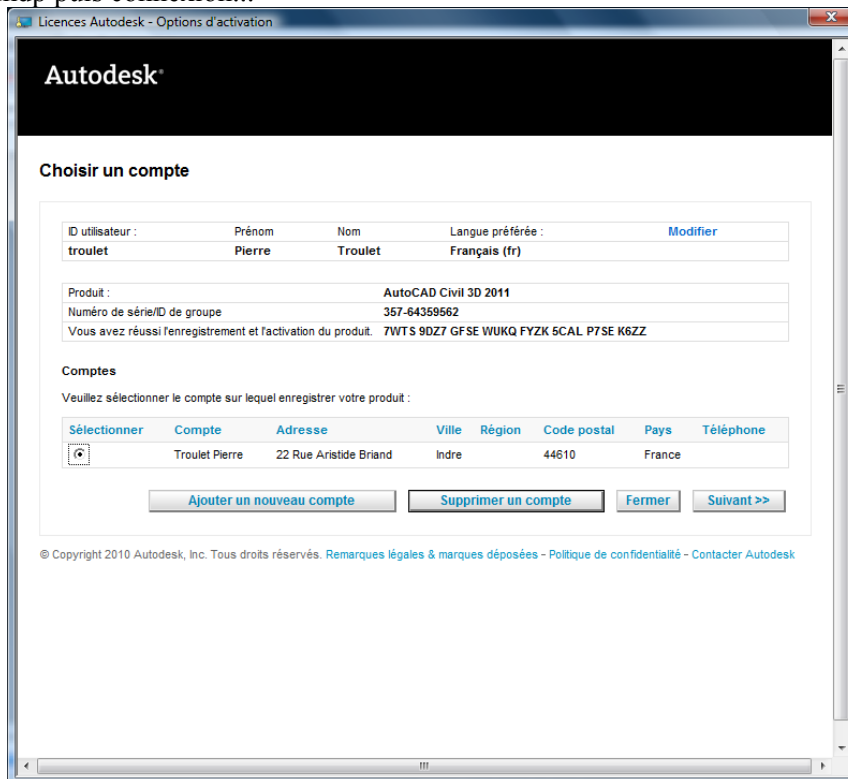 puis connexion...
Licences Autodesk - Options d'activation
Autodesk®
Choisir un compte
ID utilisateur : Prénom Nom Langue préférée : Modifier
troulet Pierre Troulet Français (fr)
Produit : AutoCAD Civil 3D 2011
Numéro de série/ID de groupe 357-64359562
Vous avez réussi l'enregistrement et l'activation du produit. 7WTS 9DZ7 GFSE WUKQ FYZK 5CAL P7SE K6ZZ
Comptes
Veuillez sélectionner le compte sur lequel enregistrer votre produit :
Sélectionner Compte Adresse Ville Région Code postal Pays Téléphone
Troulet Pierre 22 Rue Aristide Briand Indre 44610 France
Ajouter un nouveau compte Supprimer un compte Fermer Suivant >>
© Copyright 2010 Autodesk, Inc. Tous droits réservés. Remarques légales & marques déposées - Politique de confidentialité - Contacter Autodesk